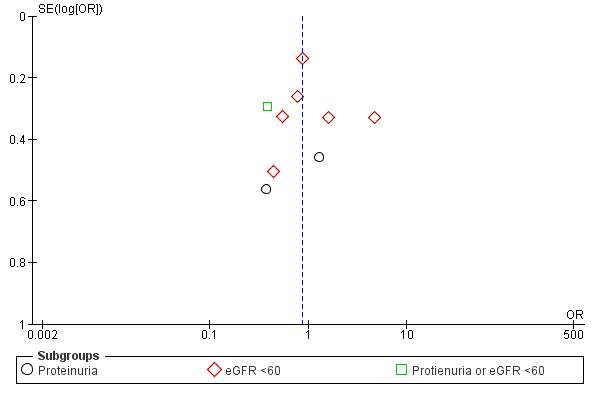 SE(log[OR])
0
0.2
0.4
0.6
0.8
1
OR
0.002
0.1
1
10
500
Subgroups
Proteinuria
eGFR <60
Protienuria or eGFR <60